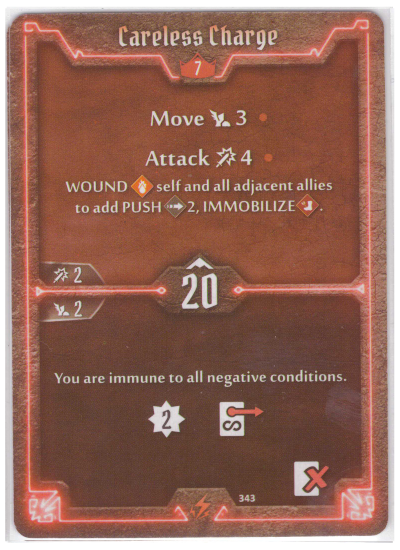 Careless Charge
7
Move 3
Attack 4
WOUND self and all adjacent allies
to add PUSH 2, IMMOBILIZE .
2
20
2
You are immune to all negative conditions.
2
343